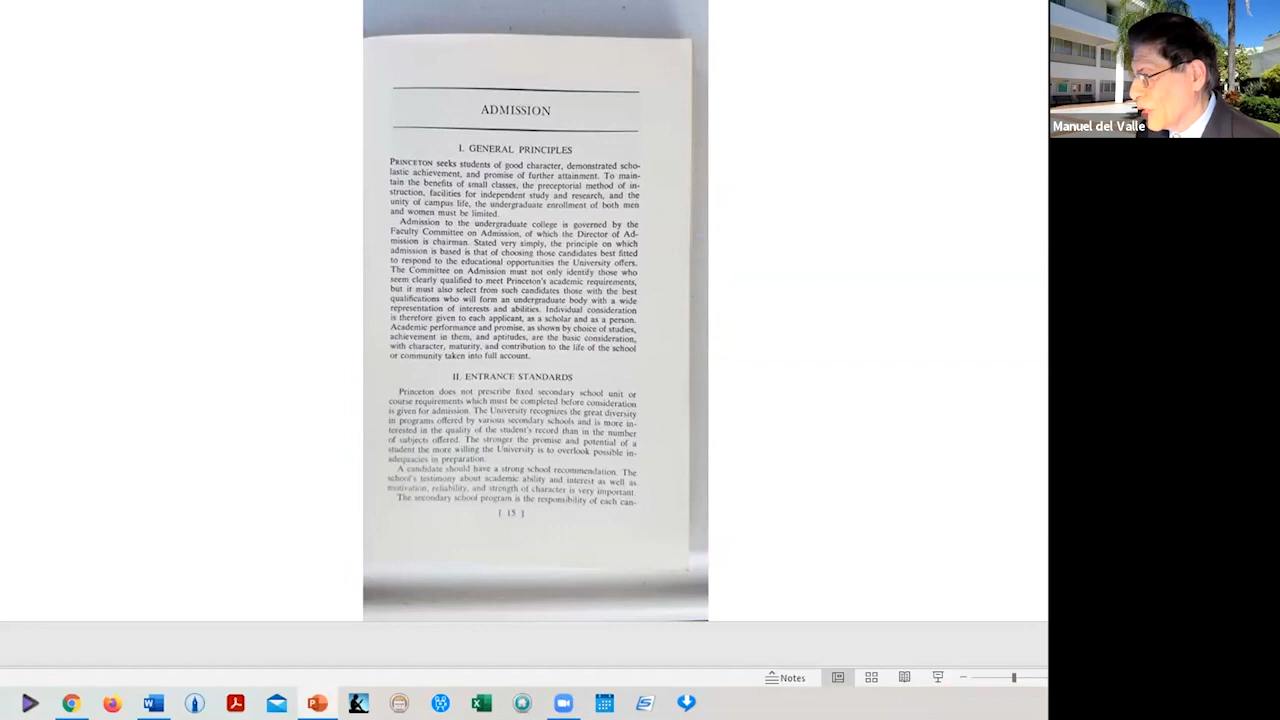 ADMISSION
I. GENERAL PRINCIPLES
PRINCETON seeks students of good character, demonstrated scho-
lastic achievement, and promise of further attainment. To main-
tain the benefits of small classes, the preceptorial method of in-
struction, facilities for independent study and research, and the
unity of campus life, the undergraduate enrollment of both men
and women must be limited.
Admission to the undergraduate college is governed by the
Faculty Committee on Admission, of which the Director of Ad-
mission is chairman. Stated very simply, the principle on which
admission is based is that of choosing those candidates best fitted
to respond to the educational opportunities the University offers.
The Committee on Admission must not only identify those who
seem clearly qualified to meet Princeton's academic requirements,
but it must also select from such candidates those with the best
qualifications who will form an undergraduate body with a wide
representation of interests and abilities. Individual consideration
is therefore given to each applicant, as a scholar and as a person.
Academic performance and promise, as shown by choice of studies,
achievement in them, and aptitudes, are the basic consideration,
with character, maturity, and contribution to the life of the school
or community taken into full account.
II. ENTRANCE STANDARDS
Princeton does not prescribe fixed secondary school unit or
course requirements which must be completed before consideration
is given for admission. The University recognizes the great diversity
in programs offered by various secondary schools and is more in-
terested in the quality of the student's record than in the number
of subjects offered. The stronger the promise and potential of a
student the more willing the University is to overlook possible in-
adequacies in preparation.
A candidate should have a strong school recommendation. The
school's testimony about academic ability and interest as well as
motivation, reliability, and strength of character is very important.
The secondary school program is the responsibility of each can-
[ 15 ]
Manuel del Valle
Notes